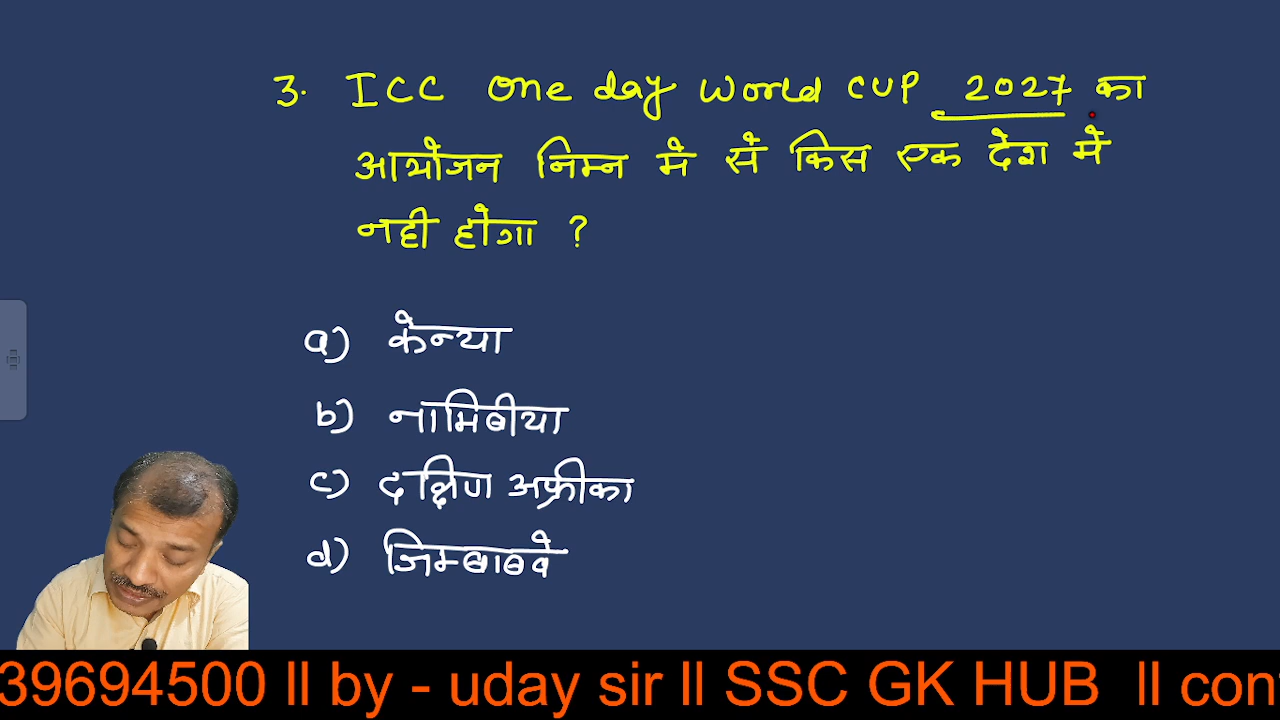 3. ICC One day World CUP 2027 का
आयोजन निम्न में से किस एक देश में
नही होगा ?
a) केन्या
b) नामिबीया
c) दक्षिण अफ्रीका
d) जिम्बाबवे
39694500 ll by - uday sir ll SSC GK HUB ll con